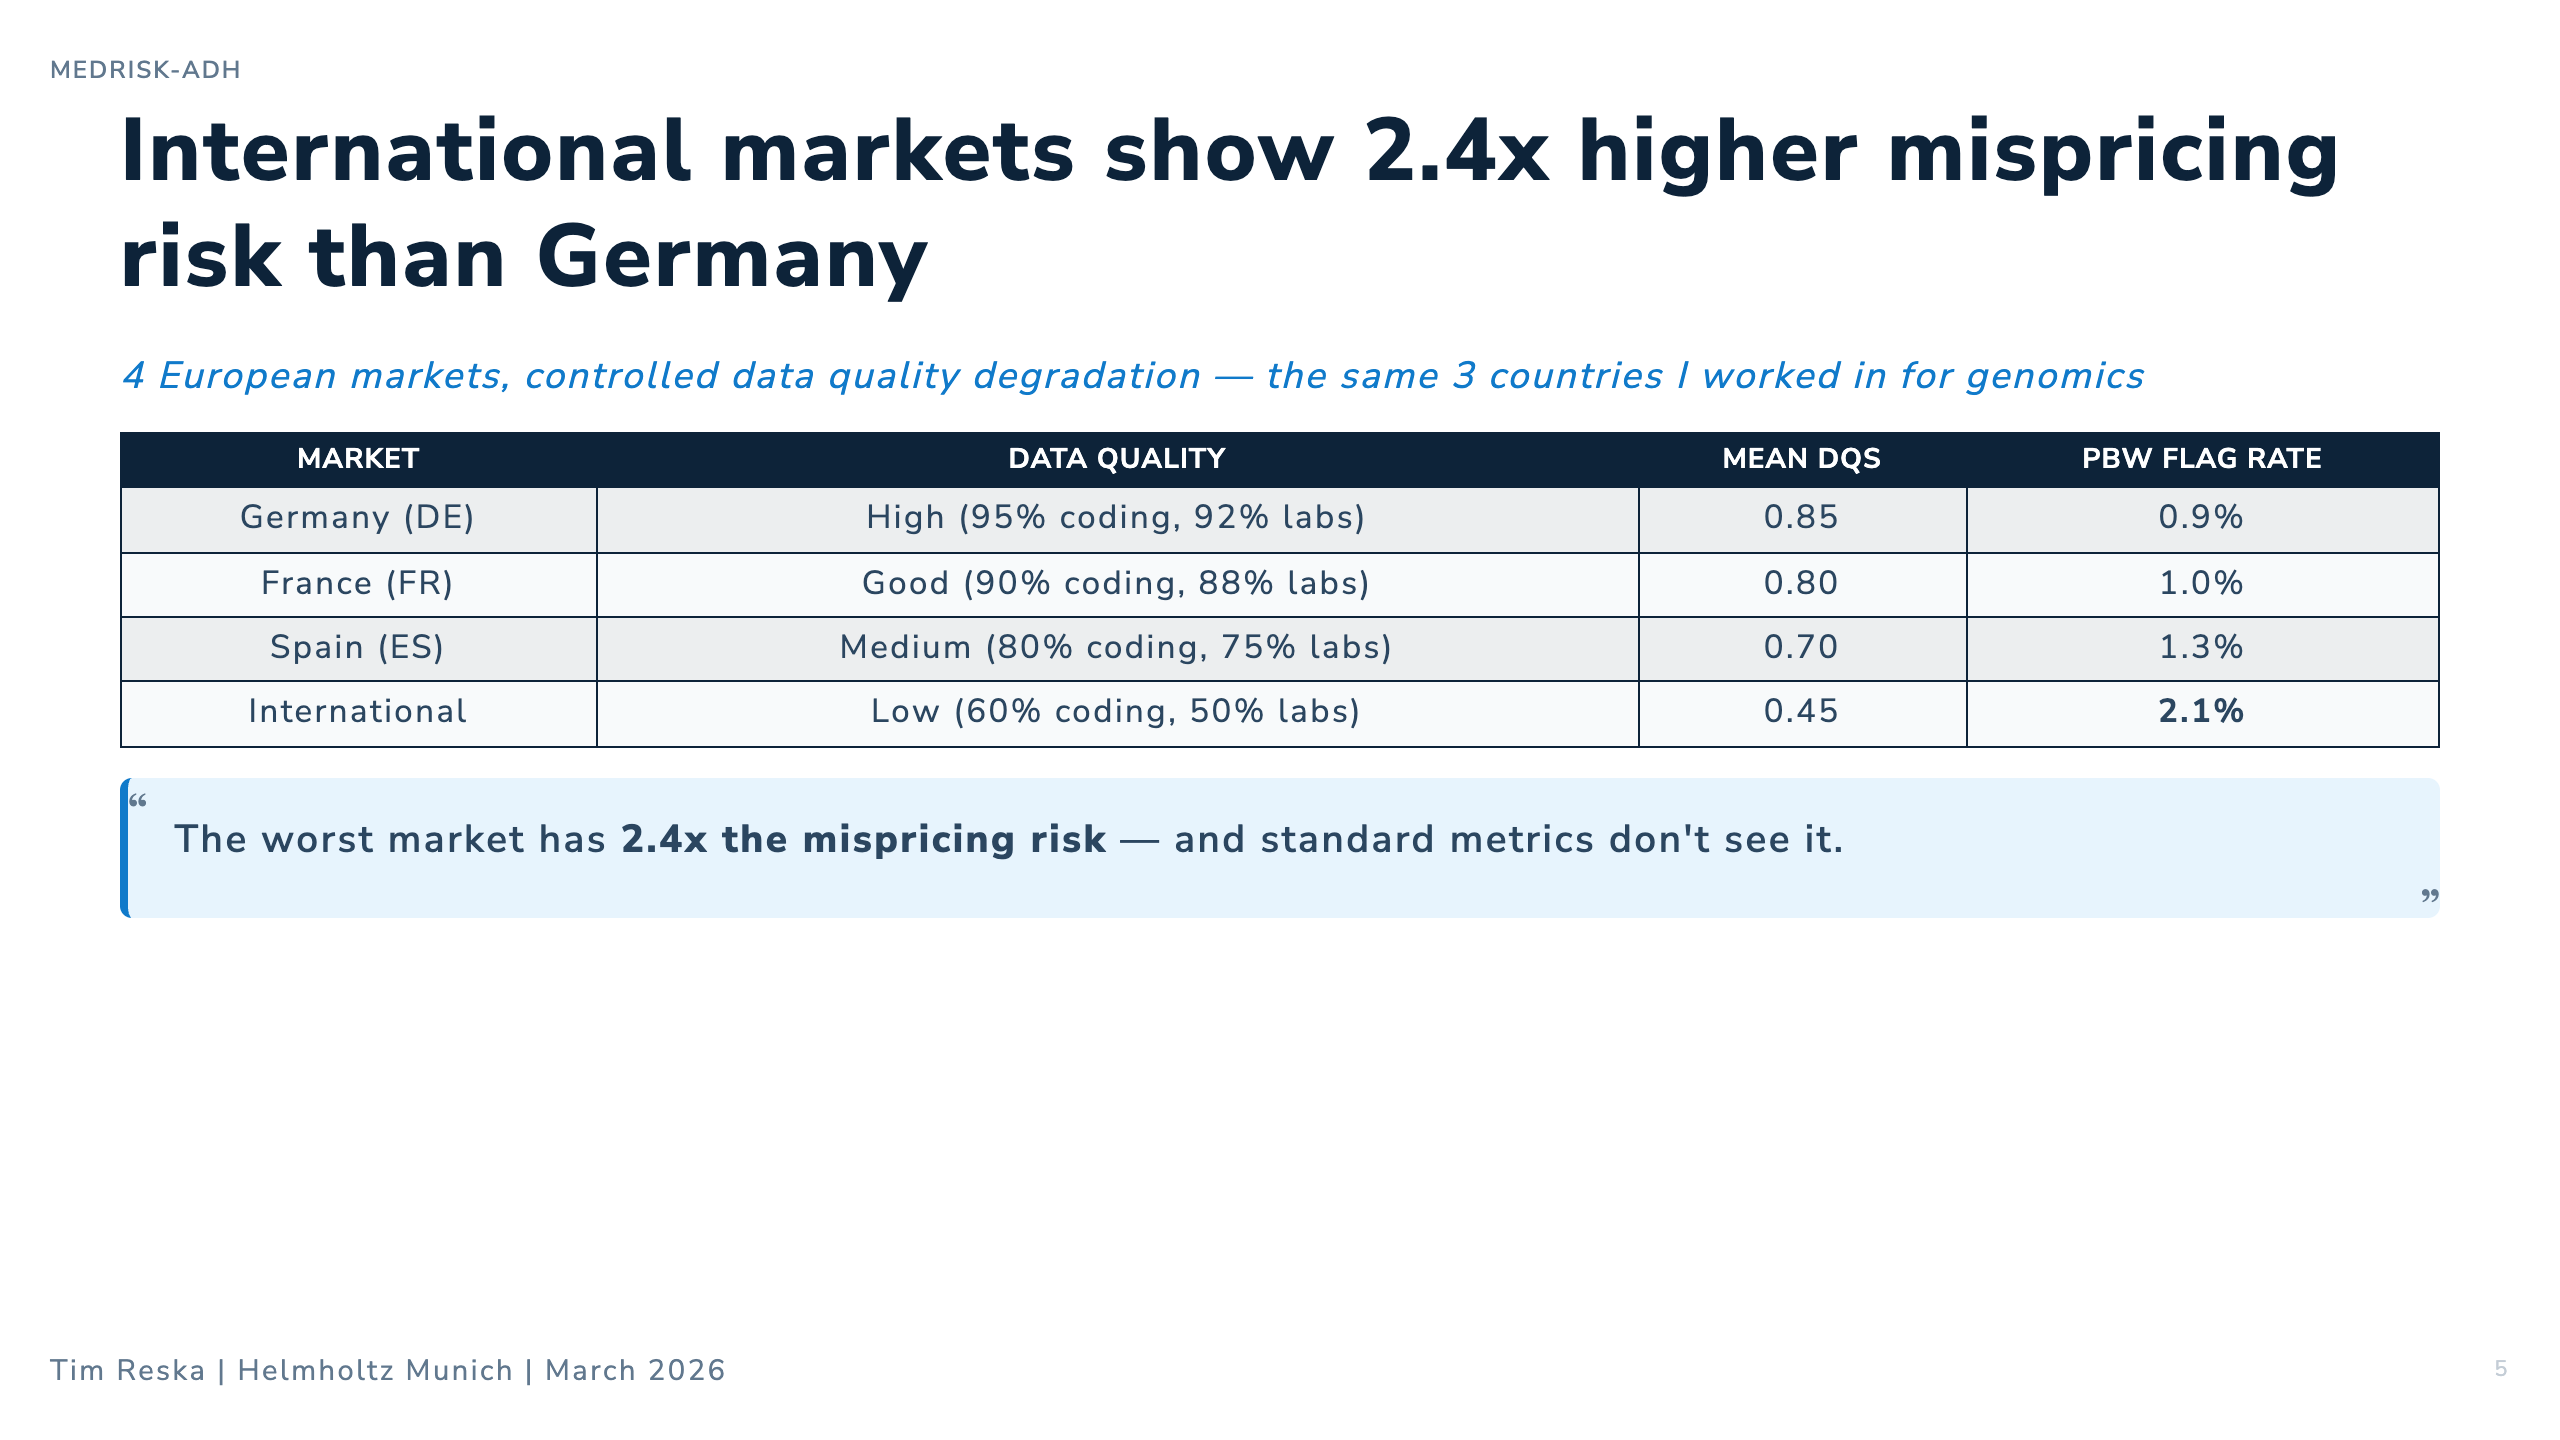 MEDRISK-ADH
International markets show 2.4x higher mispricing
risk than Germany
4 European markets, controlled data quality degradation — the same 3 countries I worked in for genomics
MARKET DATA QUALITY MEAN DQS PBW FLAG RATE
Germany (DE) High (95% coding, 92% labs) 0.85 0.9%
France (FR) Good (90% coding, 88% labs) 0.80 1.0%
Spain (ES) Medium (80% coding, 75% labs) 0.70 1.3%
International Low (60% coding, 50% labs) 0.45 2.1%
“
The worst market has 2.4x the mispricing risk — and standard metrics don't see it.
”
Tim Reska | Helmholtz Munich | March 2026
5